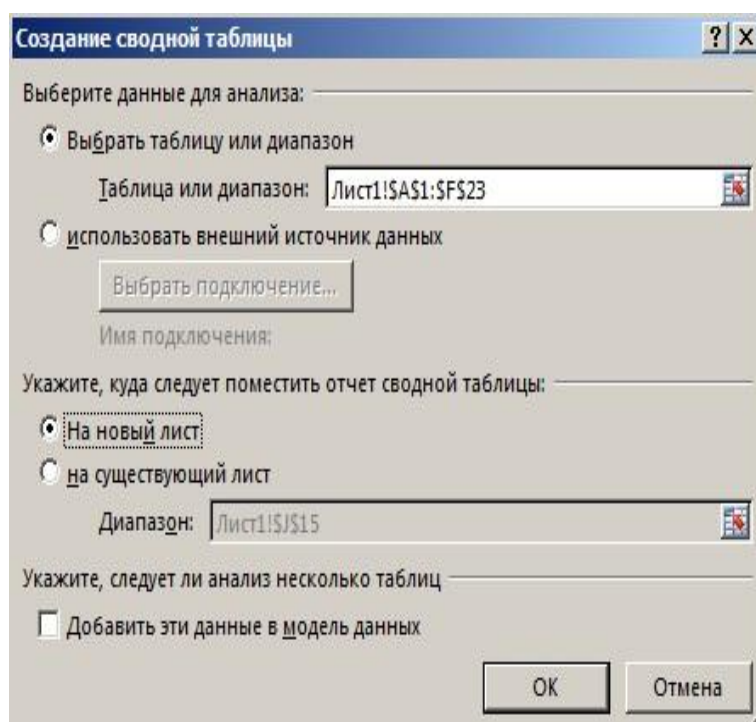 Создание сводной таблицы
Выберите данные для анализа:
Выбрать таблицу или диапазон
Таблица или диапазон: Лист1!$A$1:$F$23
использовать внешний источник данных
Выбрать подключение...
Имя подключения:
Укажите, куда следует поместить отчет сводной таблицы:
На новый лист
на существующий лист
Диапазон: Лист1!$J$15
Укажите, следует ли анализ несколько таблиц
Добавить эти данные в модель данных
ОК Отмена